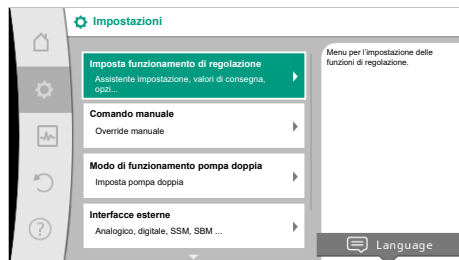 Impostazioni
Imposta funzionamento di regolazione
Assistente impostazione, valori di consegna,
opzi...
Comando manuale
Override manuale
Modo di funzionamento pompa doppia
Imposta pompa doppia
Interfacce esterne
Analogico, digitale, SSM, SBM ...
Menu per l'impostazione delle
funzioni di regolazione.
Language
?